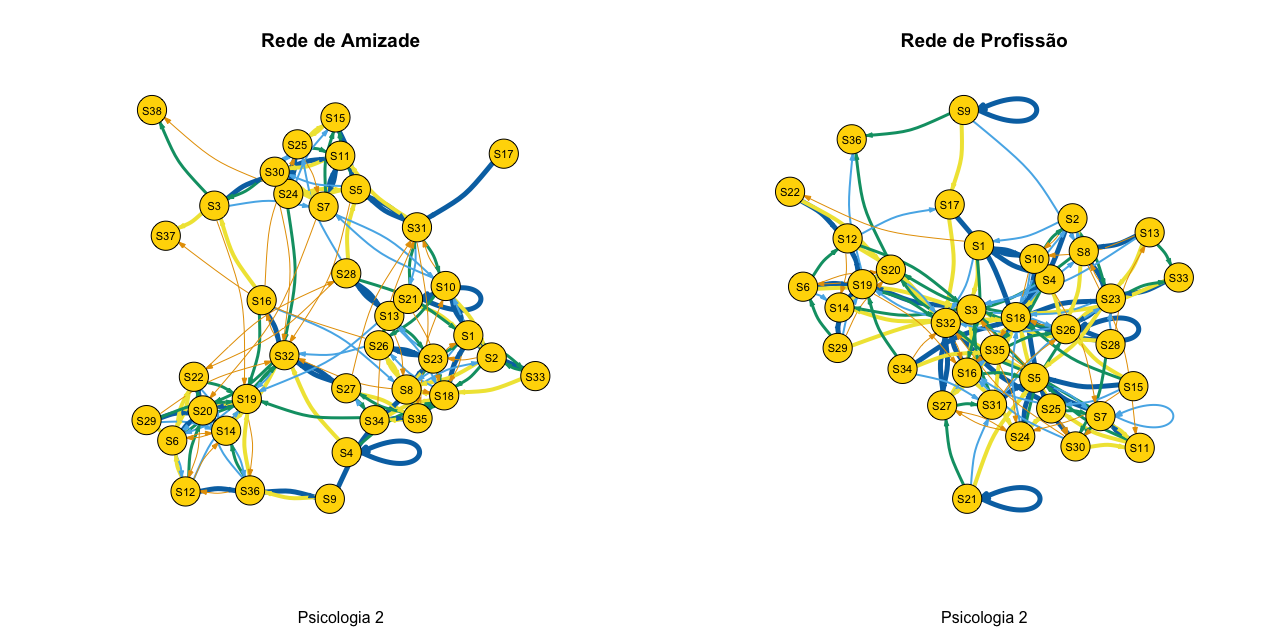 Rede de Amizade
Rede de Profissão
S38
S15
S25
S11
S17
S30
S24
S5
S3
S7
S31
S37
S28
S10
S16
S21
S13
S1
S26
S32
S23
S2
S33
S22
S27
S8
S18
S19
S20
S29
S14
S34
S35
S6
S4
S12
S36
S9
S9
S36
S22
S17
S2
S12
S1
S13
S10
S8
S20
S4
S33
S6
S19
S14
S3
S23
S32
S18
S26
S29
S35
S28
S34
S16
S5
S15
S27
S31
S25
S7
S24
S30
S11
S21
Psicologia 2
Psicologia 2